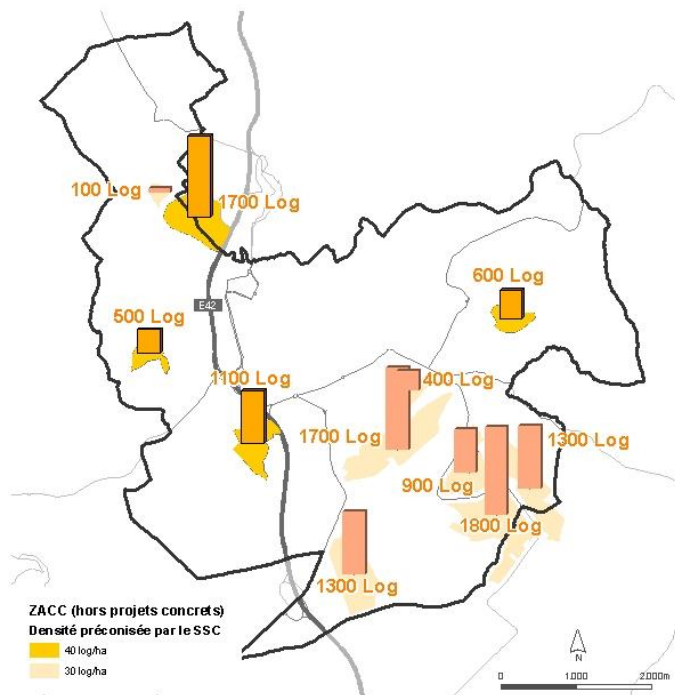 100 Log
1700 Log
600 Log
E42
500 Log
1100 Log
400 Log
1700 Log
1300 Log
900 Log
1800 Log
1300 Log
ZACC (hors projets concrets)
Densité préconisée par le SSC
40 log/ha
30 log/ha
N
0 1.000 2.000m